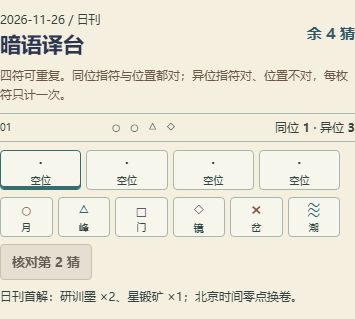 2026-11-26 / 日刊
暗语译台
余 4 猜
四符可重复。同位指符与位置都对；异位指符对、位置不对，每枚
符只计一次。
01 ○ ○ △ ◇ 同位 1 · 异位 3
· · · ·
空位 空位 空位 空位
○ △ □ ◇ ×
月 峰 门 镜 岔 潮
核对第 2 猜
日刊首解：研训墨 ×2、星锻矿 ×1；北京时间零点换卷。